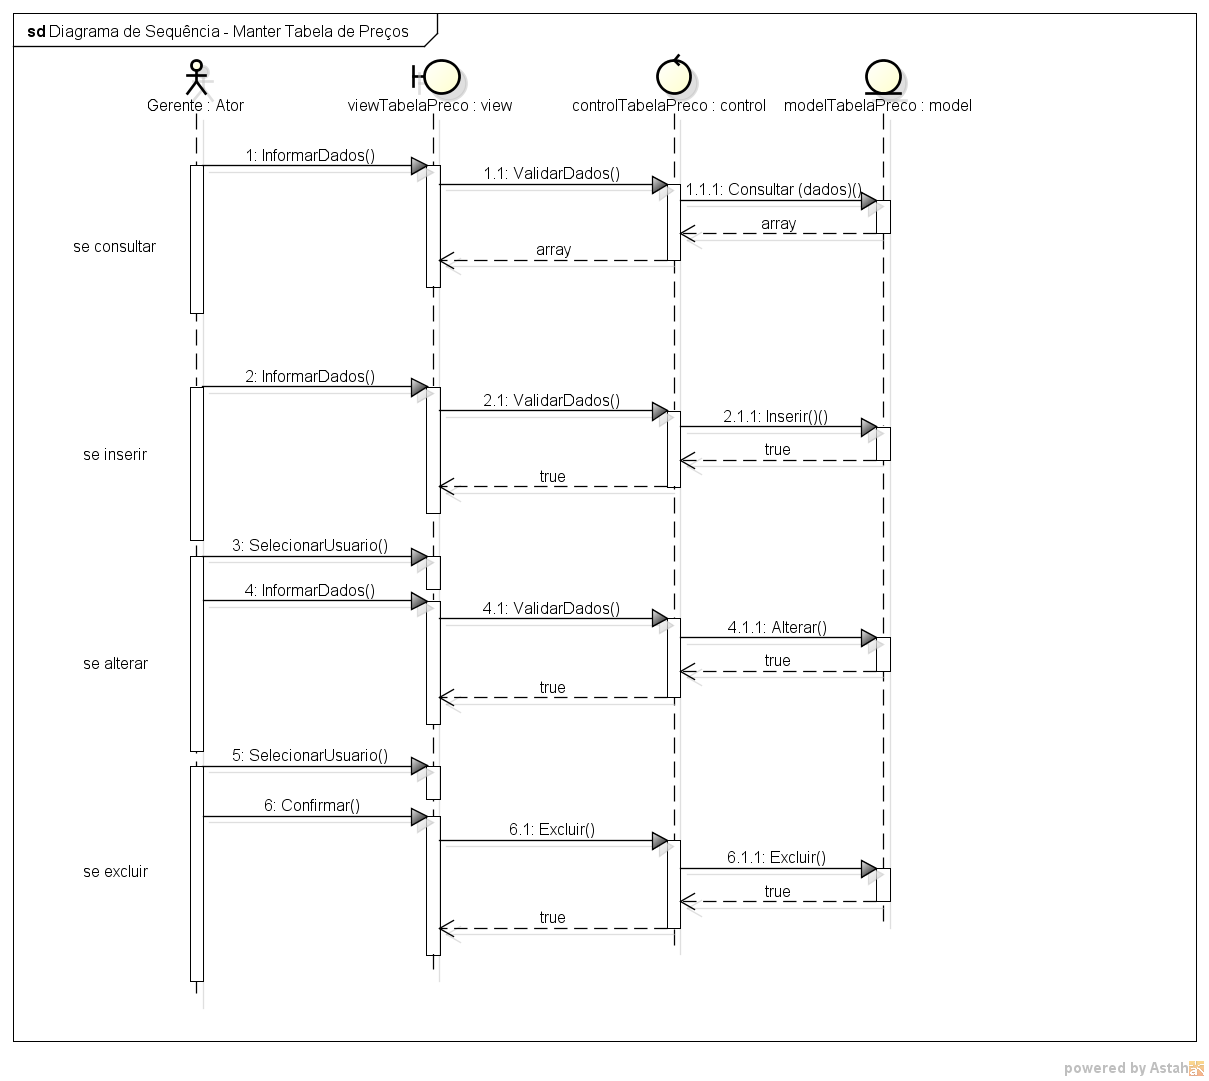 sd Diagrama de Sequência - Manter Tabela de Preços
Gerente : Ator
viewTabelaPreco : view
controlTabelaPreco : control
modelTabelaPreco : model
1: InformarDados()
1.1: ValidarDados()
1.1.1: Consultar (dados)()
array
array
se consultar
2: InformarDados()
2.1: ValidarDados()
2.1.1: Inserir()()
true
se inserir
true
3: SelecionarUsuario()
4: InformarDados()
4.1: ValidarDados()
4.1.1: Alterar()
true
se alterar
true
5: SelecionarUsuario()
6: Confirmar()
6.1: Excluir()
6.1.1: Excluir()
se excluir
true
true
powered by Astah